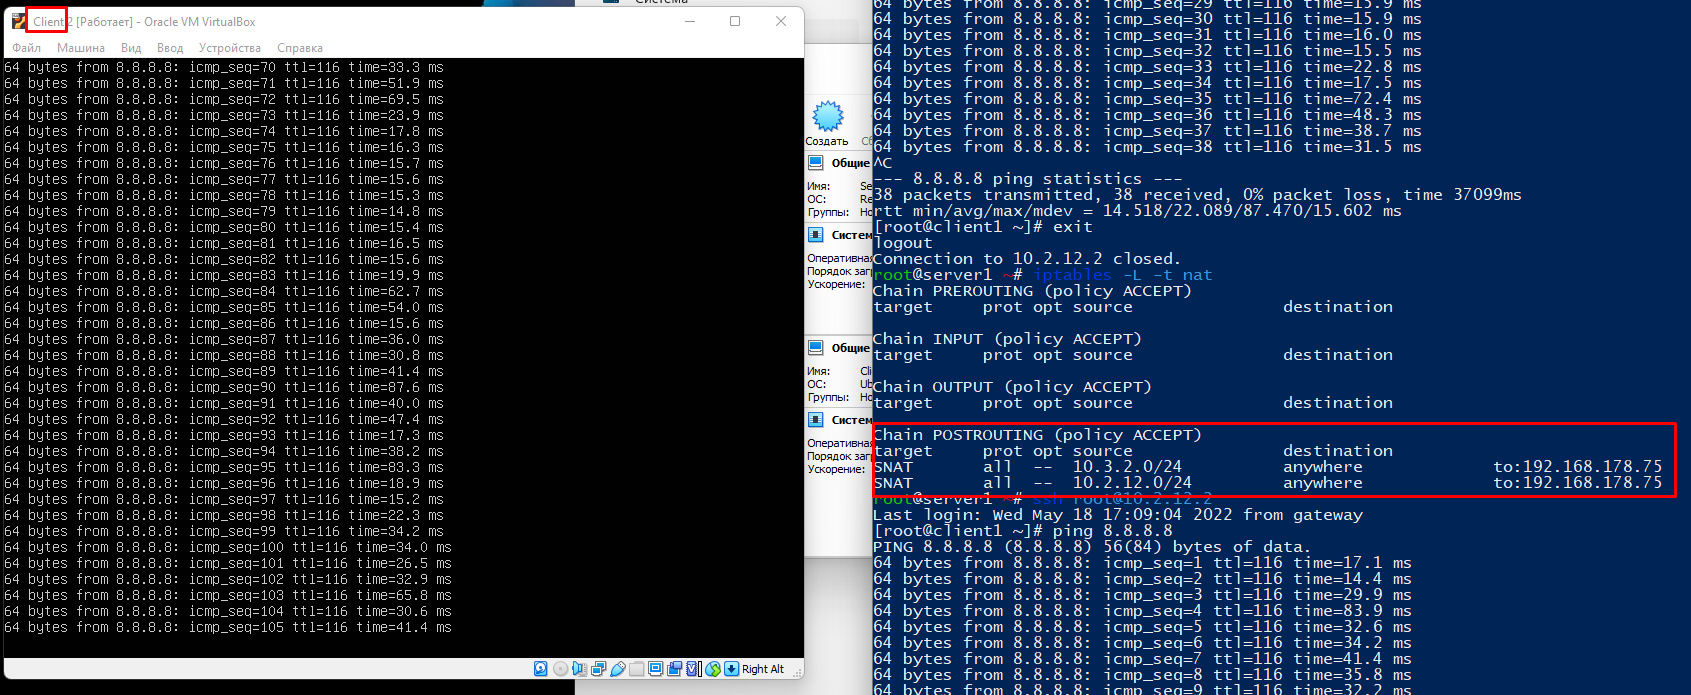 Client 2 [Работает] - Oracle VM VirtualBox
Файл Машина Вид Ввод Устройства Справка
64 bytes from 8.8.8.8: icmp_seq=70 ttl=116 time=33.3 ms
64 bytes from 8.8.8.8: icmp_seq=71 ttl=116 time=51.9 ms
64 bytes from 8.8.8.8: icmp_seq=72 ttl=116 time=69.5 ms
64 bytes from 8.8.8.8: icmp_seq=73 ttl=116 time=23.9 ms
64 bytes from 8.8.8.8: icmp_seq=74 ttl=116 time=17.8 ms
64 bytes from 8.8.8.8: icmp_seq=75 ttl=116 time=16.3 ms
64 bytes from 8.8.8.8: icmp_seq=76 ttl=116 time=15.7 ms
64 bytes from 8.8.8.8: icmp_seq=77 ttl=116 time=15.6 ms
64 bytes from 8.8.8.8: icmp_seq=78 ttl=116 time=15.3 ms
64 bytes from 8.8.8.8: icmp_seq=79 ttl=116 time=14.8 ms
64 bytes from 8.8.8.8: icmp_seq=80 ttl=116 time=15.4 ms
64 bytes from 8.8.8.8: icmp_seq=81 ttl=116 time=16.5 ms
64 bytes from 8.8.8.8: icmp_seq=82 ttl=116 time=15.6 ms
64 bytes from 8.8.8.8: icmp_seq=83 ttl=116 time=19.9 ms
64 bytes from 8.8.8.8: icmp_seq=84 ttl=116 time=62.7 ms
64 bytes from 8.8.8.8: icmp_seq=85 ttl=116 time=54.0 ms
64 bytes from 8.8.8.8: icmp_seq=86 ttl=116 time=15.6 ms
64 bytes from 8.8.8.8: icmp_seq=87 ttl=116 time=36.0 ms
64 bytes from 8.8.8.8: icmp_seq=88 ttl=116 time=30.8 ms
64 bytes from 8.8.8.8: icmp_seq=89 ttl=116 time=41.4 ms
64 bytes from 8.8.8.8: icmp_seq=90 ttl=116 time=87.6 ms
64 bytes from 8.8.8.8: icmp_seq=91 ttl=116 time=40.0 ms
64 bytes from 8.8.8.8: icmp_seq=92 ttl=116 time=47.4 ms
64 bytes from 8.8.8.8: icmp_seq=93 ttl=116 time=17.3 ms
64 bytes from 8.8.8.8: icmp_seq=94 ttl=116 time=38.2 ms
64 bytes from 8.8.8.8: icmp_seq=95 ttl=116 time=83.3 ms
64 bytes from 8.8.8.8: icmp_seq=96 ttl=116 time=18.9 ms
64 bytes from 8.8.8.8: icmp_seq=97 ttl=116 time=15.2 ms
64 bytes from 8.8.8.8: icmp_seq=98 ttl=116 time=22.3 ms
64 bytes from 8.8.8.8: icmp_seq=99 ttl=116 time=34.2 ms
64 bytes from 8.8.8.8: icmp_seq=100 ttl=116 time=34.0 ms
64 bytes from 8.8.8.8: icmp_seq=101 ttl=116 time=26.5 ms
64 bytes from 8.8.8.8: icmp_seq=102 ttl=116 time=32.9 ms
64 bytes from 8.8.8.8: icmp_seq=103 ttl=116 time=65.8 ms
64 bytes from 8.8.8.8: icmp_seq=104 ttl=116 time=30.6 ms
64 bytes from 8.8.8.8: icmp_seq=105 ttl=116 time=41.4 ms
Right Alt
Система
Создать
Общие
Имя: Se
ОС: Re
Группы: Но
Систем
Оперативная
Порядок заг
Ускорение:
Общие
Имя: Cli
ОС: Ub
Группы: Но
Систем
Оперативная
Порядок заг
Ускорение:
64 bytes from 8.8.8.8: icmp_seq=29 ttl=116 time=15.9 ms
64 bytes from 8.8.8.8: icmp_seq=30 ttl=116 time=15.9 ms
64 bytes from 8.8.8.8: icmp_seq=31 ttl=116 time=16.0 ms
64 bytes from 8.8.8.8: icmp_seq=32 ttl=116 time=15.5 ms
64 bytes from 8.8.8.8: icmp_seq=33 ttl=116 time=22.8 ms
64 bytes from 8.8.8.8: icmp_seq=34 ttl=116 time=17.5 ms
64 bytes from 8.8.8.8: icmp_seq=35 ttl=116 time=72.4 ms
64 bytes from 8.8.8.8: icmp_seq=36 ttl=116 time=48.3 ms
64 bytes from 8.8.8.8: icmp_seq=37 ttl=116 time=38.7 ms
64 bytes from 8.8.8.8: icmp_seq=38 ttl=116 time=31.5 ms
^C
--- 8.8.8.8 ping statistics ---
38 packets transmitted, 38 received, 0% packet loss, time 37099ms
rtt min/avg/max/mdev = 14.518/22.089/87.470/15.602 ms
[root@client1 ~]# exit
logout
Connection to 10.2.12.2 closed.
root@server1 ~# iptables -L -t nat
Chain PREROUTING (policy ACCEPT)
target prot opt source destination
Chain INPUT (policy ACCEPT)
target prot opt source destination
Chain OUTPUT (policy ACCEPT)
target prot opt source destination
Chain POSTROUTING (policy ACCEPT)
target prot opt source destination
SNAT all -- 10.3.2.0/24 anywhere to:192.168.178.75
SNAT all -- 10.2.12.0/24 anywhere to:192.168.178.75
root@server1 ~# ssh root@10.2.12.2
Last login: Wed May 18 17:09:04 2022 from gateway
[root@client1 ~]# ping 8.8.8.8
PING 8.8.8.8 (8.8.8.8) 56(84) bytes of data.
64 bytes from 8.8.8.8: icmp_seq=1 ttl=116 time=17.1 ms
64 bytes from 8.8.8.8: icmp_seq=2 ttl=116 time=14.4 ms
64 bytes from 8.8.8.8: icmp_seq=3 ttl=116 time=29.9 ms
64 bytes from 8.8.8.8: icmp_seq=4 ttl=116 time=83.9 ms
64 bytes from 8.8.8.8: icmp_seq=5 ttl=116 time=32.6 ms
64 bytes from 8.8.8.8: icmp_seq=6 ttl=116 time=34.2 ms
64 bytes from 8.8.8.8: icmp_seq=7 ttl=116 time=41.4 ms
64 bytes from 8.8.8.8: icmp_seq=8 ttl=116 time=35.8 ms
64 bytes from 8.8.8.8: icmp_seq=9 ttl=116 time=32.2 ms